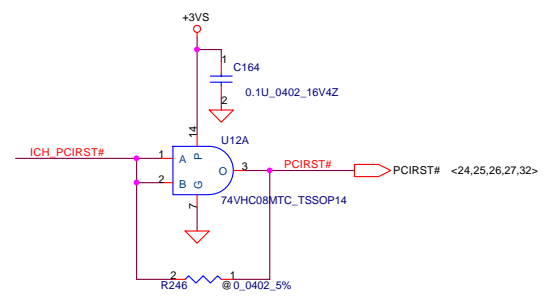 +3VS
1
C164
2
0.1U_0402_16V4Z
14
U12A
ICH_PCIRST#
1
A
P
2
B
G
O
3
PCIRST#
PCIRST# <24,25,26,27,32>
74VHC08MTC_TSSOP14
7
2
1
R246
@0_0402_5%